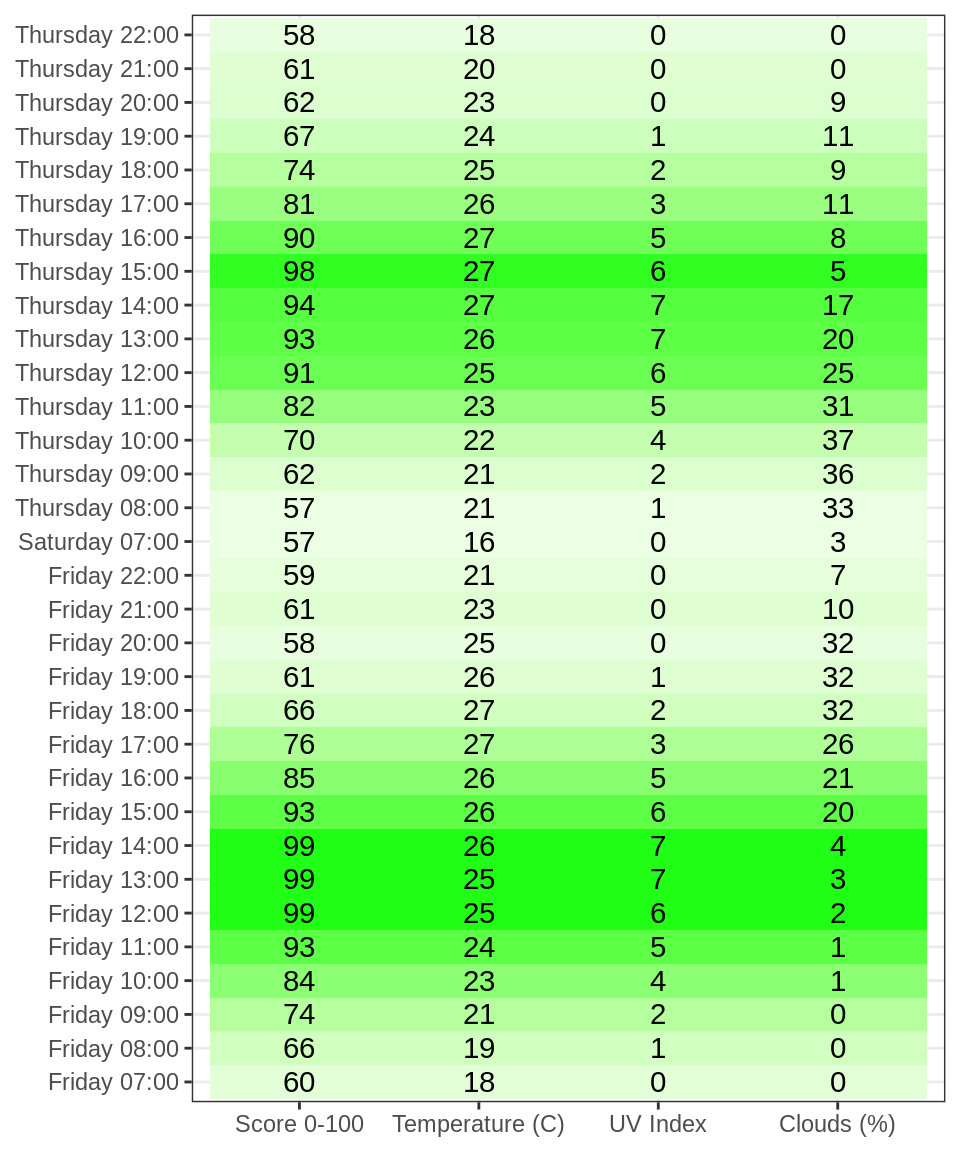 Thursday 22:00 58 18 0 0
Thursday 21:00 61 20 0 0
Thursday 20:00 62 23 0 9
Thursday 19:00 67 24 1 11
Thursday 18:00 74 25 2 9
Thursday 17:00 81 26 3 11
Thursday 16:00 90 27 5 8
Thursday 15:00 98 27 6 5
Thursday 14:00 94 27 7 17
Thursday 13:00 93 26 7 20
Thursday 12:00 91 25 6 25
Thursday 11:00 82 23 5 31
Thursday 10:00 70 22 4 37
Thursday 09:00 62 21 2 36
Thursday 08:00 57 21 1 33
Saturday 07:00 57 16 0 3
Friday 22:00 59 21 0 7
Friday 21:00 61 23 0 10
Friday 20:00 58 25 0 32
Friday 19:00 61 26 1 32
Friday 18:00 66 27 2 32
Friday 17:00 76 27 3 26
Friday 16:00 85 26 5 21
Friday 15:00 93 26 6 20
Friday 14:00 99 26 7 4
Friday 13:00 99 25 7 3
Friday 12:00 99 25 6 2
Friday 11:00 93 24 5 1
Friday 10:00 84 23 4 1
Friday 09:00 74 21 2 0
Friday 08:00 66 19 1 0
Friday 07:00 60 18 0 0
Score 0-100 Temperature (C) UV Index Clouds (%)